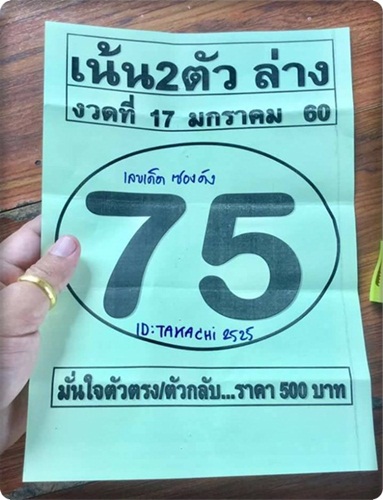 เน้น2ตัว ล่าง
งวดที่ 17 มกราคม 60
เลขเด็ด ซองดัง
75
ID:TAKACHI 2525
มั่นใจตัวตรง/ตัวกลับ...ราคา 500 บาท